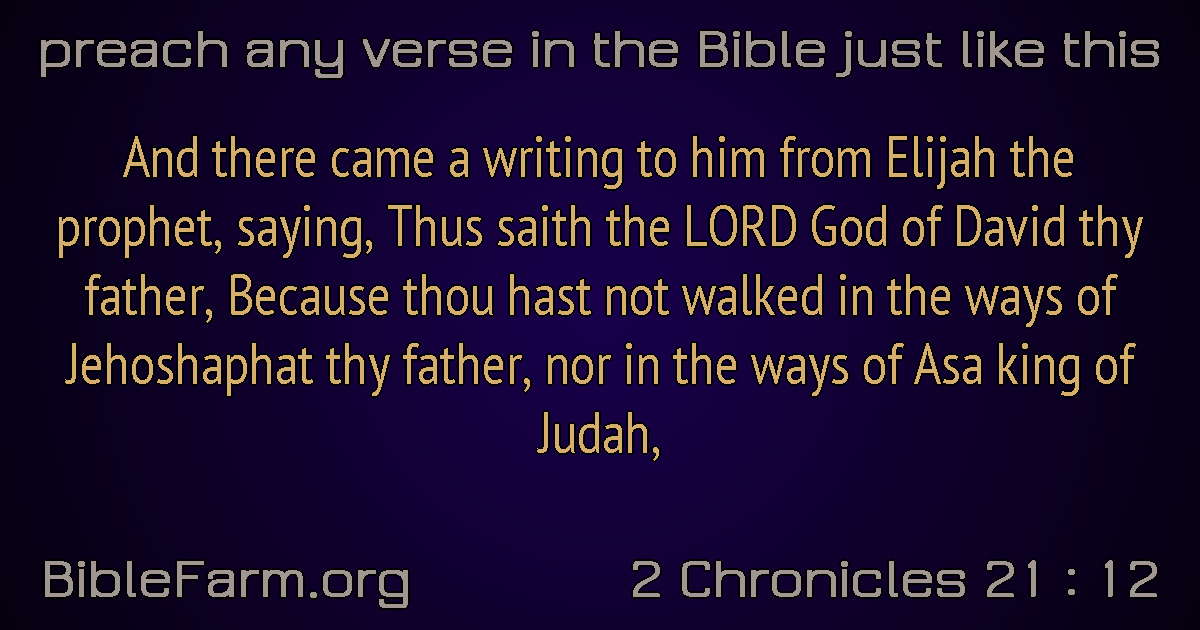 preach any verse in the Bible just like this
And there came a writing to him from Elijah the
prophet, saying, Thus saith the LORD God of David thy
father, Because thou hast not walked in the ways of
Jehoshaphat thy father, nor in the ways of Asa king of
Judah,
BibleFarm.org
2 Chronicles 21 : 12